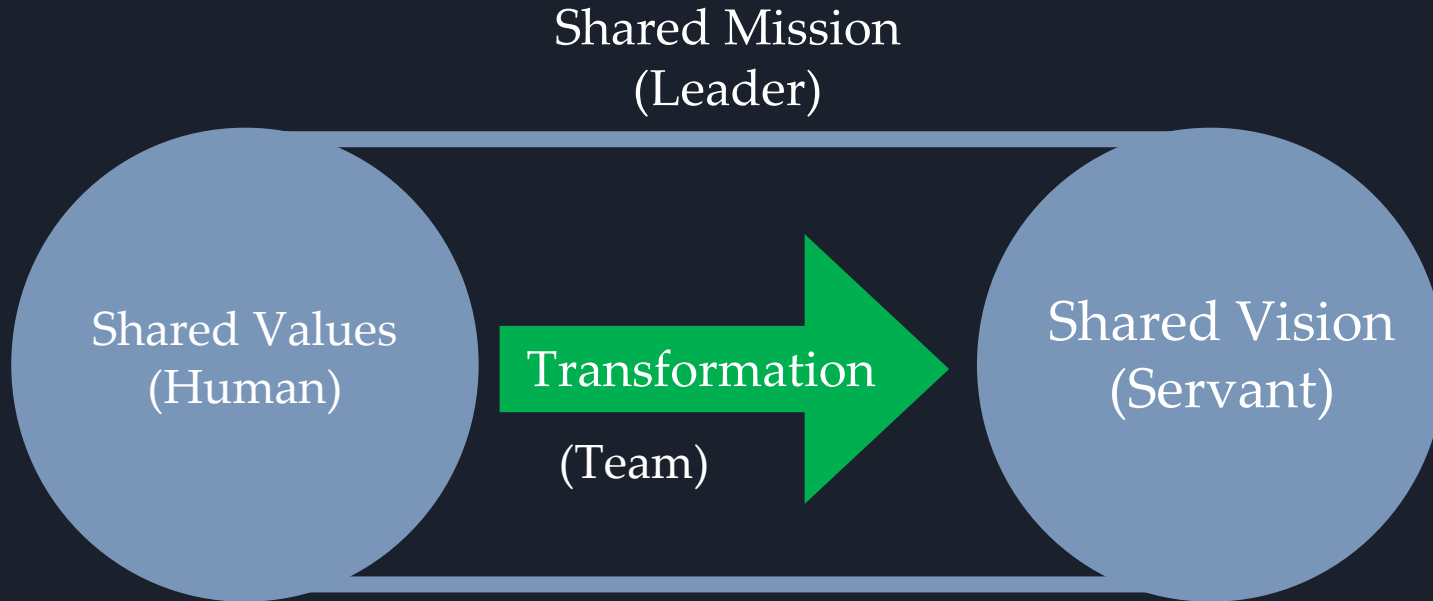 Shared Mission
(Leader)
Shared Values
(Human)
Transformation
(Team)
Shared Vision
(Servant)